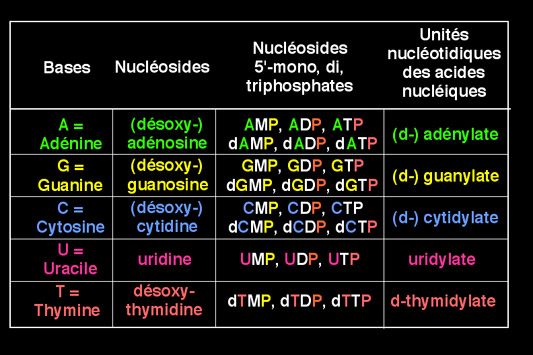 Bases
Nucléosides
Nucléosides
5'-mono, di,
triphosphates
Unités
nucléotidiques
des acides
nucléiques
A =
Adénine
(désoxy-)
adénosine
AMP, ADP, ATP
dAMP, dADP, dATP
(d-) adénylate
G =
Guanine
(désoxy-)
guanosine
GMP, GDP, GTP
dGMP, dGDP, dGTP
(d-) guanylate
C =
Cytosine
(désoxy-)
cytidine
CMP, CDP, CTP
dCMP, dCDP, dCTP
(d-) cytidylate
U =
Uracile
uridine
UMP, UDP, UTP
uridylate
T =
Thymine
désoxy-
thymidine
dTMP, dTDP, dTTP
d-thymidylate